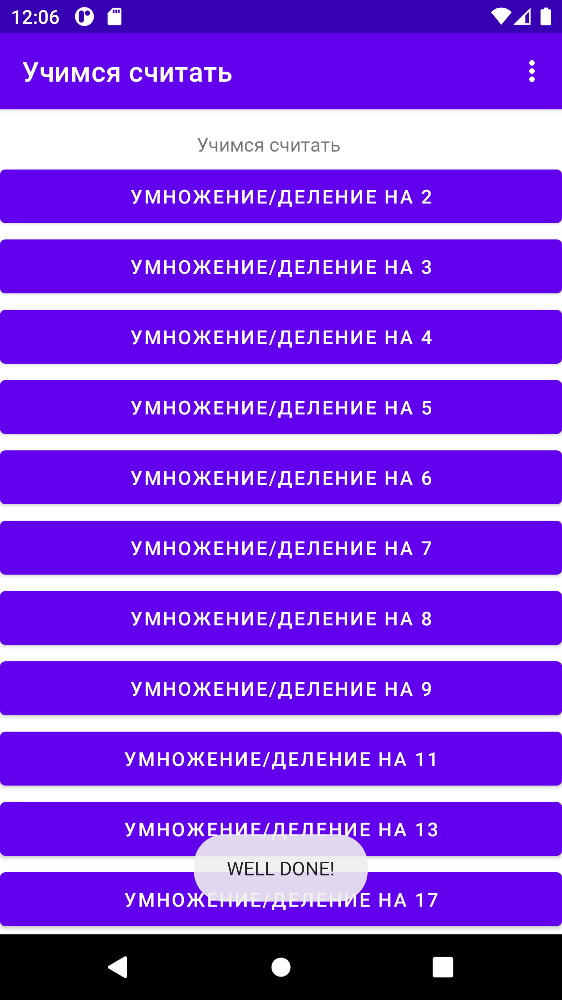 12:06
Учимся считать
Учимся считать
УМНОЖЕНИЕ/ДЕЛЕНИЕ НА 2
УМНОЖЕНИЕ/ДЕЛЕНИЕ НА 3
УМНОЖЕНИЕ/ДЕЛЕНИЕ НА 4
УМНОЖЕНИЕ/ДЕЛЕНИЕ НА 5
УМНОЖЕНИЕ/ДЕЛЕНИЕ НА 6
УМНОЖЕНИЕ/ДЕЛЕНИЕ НА 7
УМНОЖЕНИЕ/ДЕЛЕНИЕ НА 8
УМНОЖЕНИЕ/ДЕЛЕНИЕ НА 9
УМНОЖЕНИЕ/ДЕЛЕНИЕ НА 11
УМНОЖЕНИЕ/ДЕЛЕНИЕ НА 13
WELL DONE!
УМНОЖЕНИЕ/ДЕЛЕНИЕ НА 17